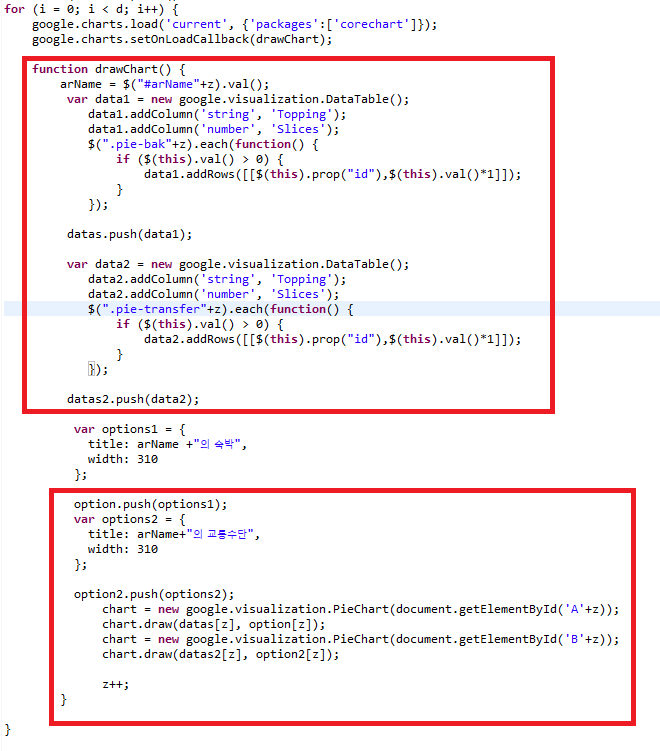 for (i = 0; i < d; i++) {
google.charts.load('current', {'packages':['corechart']});
google.charts.setOnLoadCallback(drawChart);
function drawChart() {
arName = $("#arName"+z).val();
var data1 = new google.visualization.DataTable();
data1.addColumn('string', 'Topping');
data1.addColumn('number', 'Slices');
$(".pie-bak"+z).each(function() {
if ($(this).val() > 0) {
data1.addRows([[$(this).prop("id"),$(this).val()*1]]);
}
});
datas.push(data1);
var data2 = new google.visualization.DataTable();
data2.addColumn('string', 'Topping');
data2.addColumn('number', 'Slices');
$(".pie-transfer"+z).each(function() {
if ($(this).val() > 0) {
data2.addRows([[$(this).prop("id"),$(this).val()*1]]);
}
});
datas2.push(data2);
var options1 = {
title: arName +"의 숙박",
width: 310
};
option.push(options1);
var options2 = {
title: arName+"의 교통수단",
width: 310
};
option2.push(options2);
chart = new google.visualization.PieChart(document.getElementById('A'+z));
chart.draw(datas[z], option[z]);
chart = new google.visualization.PieChart(document.getElementById('B'+z));
chart.draw(datas2[z], option2[z]);
z++;
}
}